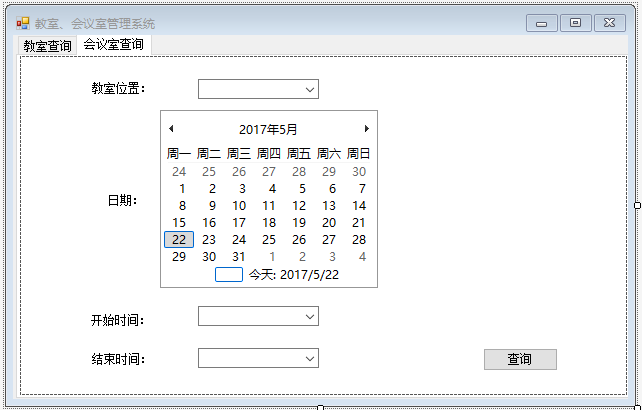 教室、会议室管理系统
教室查询 会议室查询
教室位置：
2017年5月
周一 周二 周三 周四 周五 周六 周日
24 25 26 27 28 29 30
1 2 3 4 5 6 7
8 9 10 11 12 13 14
日期：
15 16 17 18 19 20 21
22 23 24 25 26 27 28
29 30 31 1 2 3 4
今天: 2017/5/22
开始时间：
结束时间：
查询